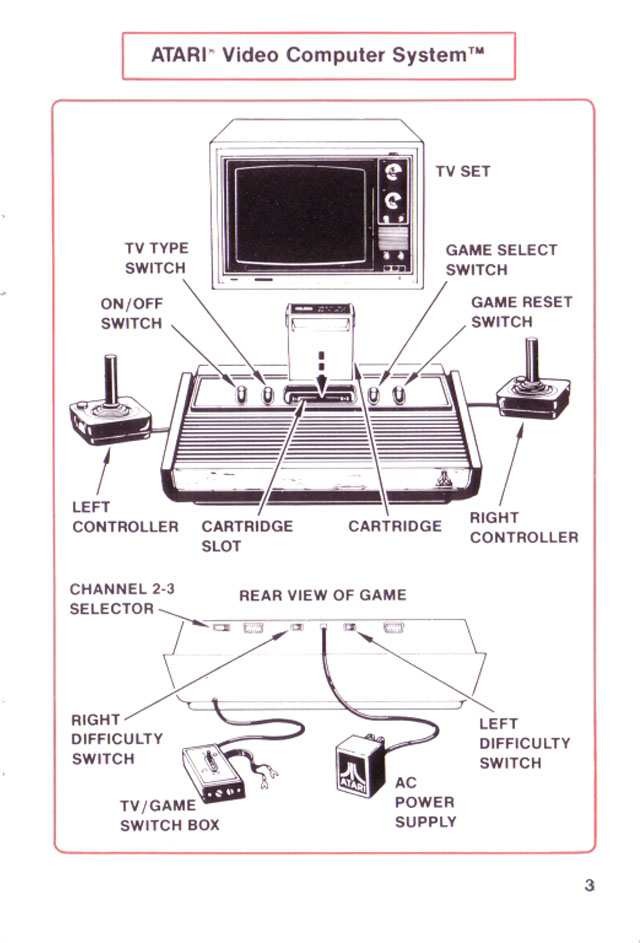 ATARI® Video Computer System™
TV SET
TV TYPE
SWITCH
GAME SELECT
SWITCH
ON/OFF
SWITCH
GAME RESET
SWITCH
LEFT
CONTROLLER
CARTRIDGE
SLOT
CARTRIDGE
RIGHT
CONTROLLER
CHANNEL 2-3
SELECTOR
REAR VIEW OF GAME
RIGHT
DIFFICULTY
SWITCH
LEFT
DIFFICULTY
SWITCH
TV/GAME
SWITCH BOX
ATARI
AC
POWER
SUPPLY
3